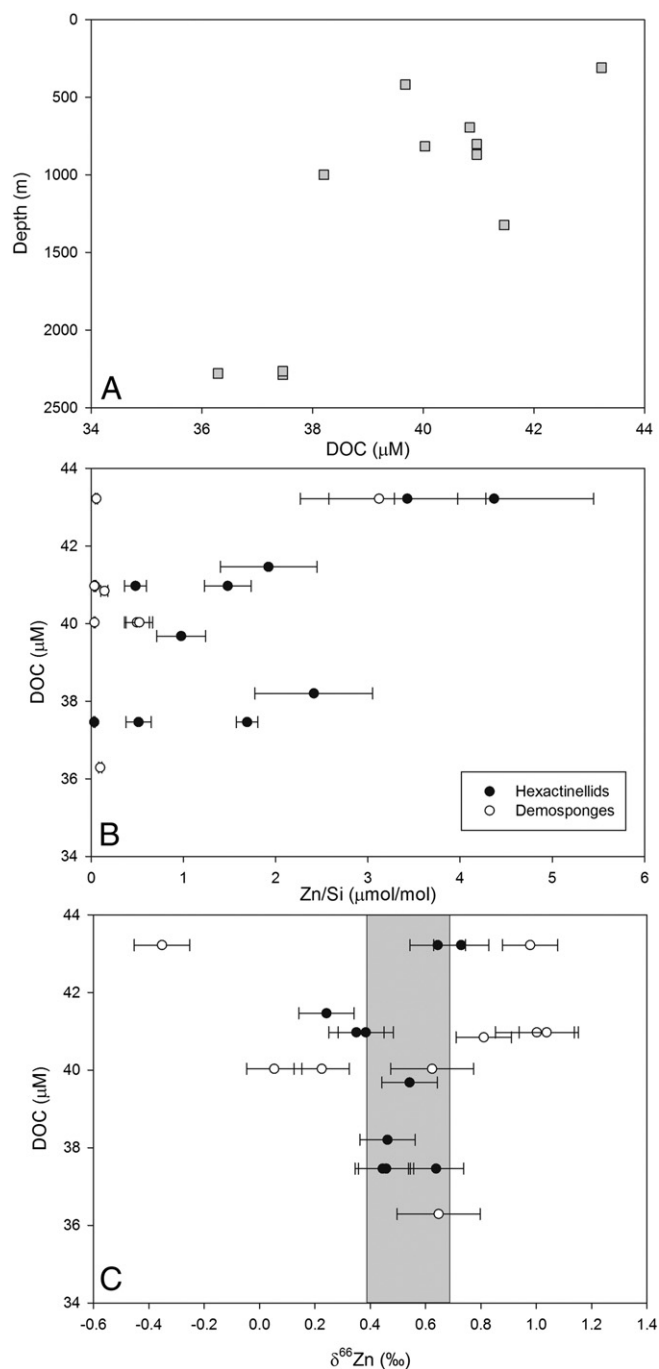 0
500
1000
1500
2000
2500
Depth (m)
A
34 36 38 40 42 44
DOC (μM)
44
42
40
38
36
34
DOC (μM)
Hexactinellids
Demosponges
B
0 1 2 3 4 5 6
Zn/Si (μmol/mol)
44
42
40
38
36
34
DOC (μM)
C
-0.6 -0.4 -0.2 0.0 0.2 0.4 0.6 0.8 1.0 1.2 1.4
δ⁶⁶Zn (‰)